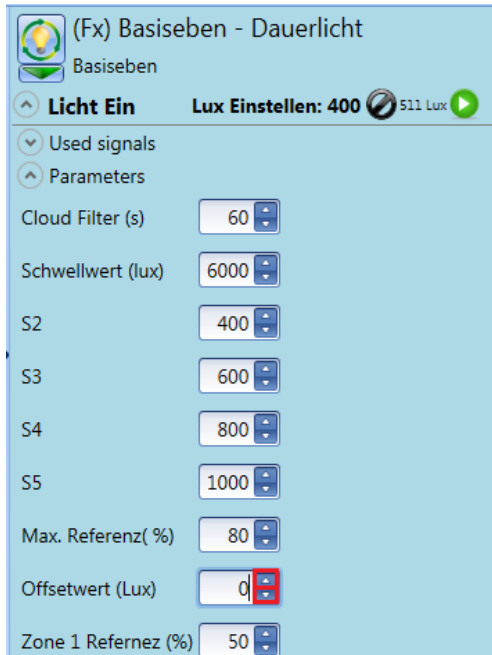 (Fx) Basiseben - Dauerlicht
Basiseben
Licht Ein Lux Einstellen: 400 511 Lux
Used signals
Parameters
Cloud Filter (s) 60
Schwellwert (lux) 6000
S2 400
S3 600
S4 800
S5 1000
Max. Referenz( %) 80
Offsetwert (Lux) 0
Zone 1 Refernez (%) 50